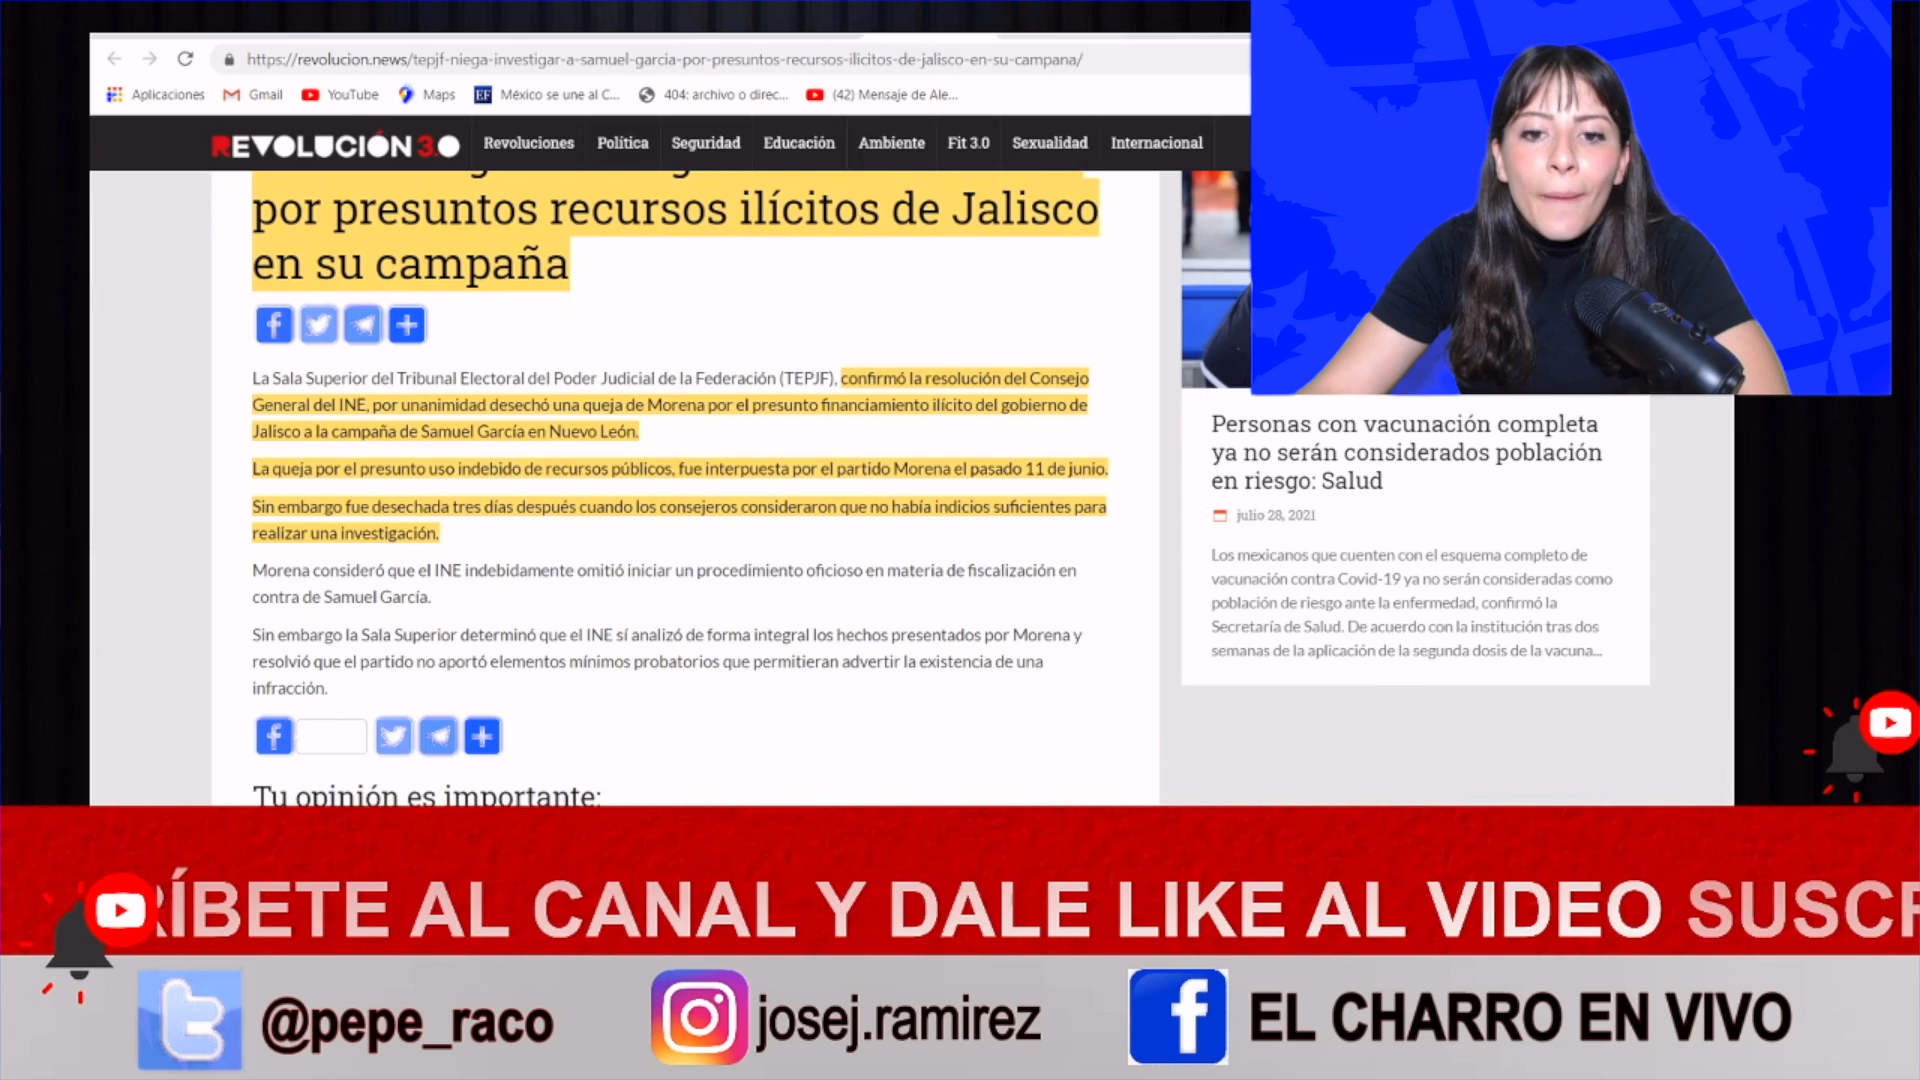 https://revolucion.news/tepjf-niega-investigar-a-samuel-garcia-por-presuntos-recursos-ilicitos-de-jalisco-en-su-campana/
Aplicaciones Gmail YouTube Maps EF México se une al C... 404: archivo o direc... (42) Mensaje de Ale...
REVOLUCIÓN 3.0 Revoluciones Política Seguridad Educación Ambiente Fit 3.0 Sexualidad Internacional
por presuntos recursos ilícitos de Jalisco
en su campaña
La Sala Superior del Tribunal Electoral del Poder Judicial de la Federación (TEPJF), confirmó la resolución del Consejo
General del INE, por unanimidad desechó una queja de Morena por el presunto financiamiento ilícito del gobierno de
Jalisco a la campaña de Samuel García en Nuevo León.
La queja por el presunto uso indebido de recursos públicos, fue interpuesta por el partido Morena el pasado 11 de junio.
Sin embargo fue desechada tres días después cuando los consejeros consideraron que no había indicios suficientes para
realizar una investigación.
Morena consideró que el INE indebidamente omitió iniciar un procedimiento oficioso en materia de fiscalización en
contra de Samuel García.
Sin embargo la Sala Superior determinó que el INE sí analizó de forma integral los hechos presentados por Morena y
resolvió que el partido no aportó elementos mínimos probatorios que permitieran advertir la existencia de una
infracción.
Tu opinión es importante:
Personas con vacunación completa
ya no serán considerados población
en riesgo: Salud
julio 28, 2021
Los mexicanos que cuenten con el esquema completo de
vacunación contra Covid-19 ya no serán consideradas como
población de riesgo ante la enfermedad, confirmó la
Secretaría de Salud. De acuerdo con la institución tras dos
semanas de la aplicación de la segunda dosis de la vacuna...
RÍBETE AL CANAL Y DALE LIKE AL VIDEO SUSCR
@pepe_raco josej.ramirez EL CHARRO EN VIVO